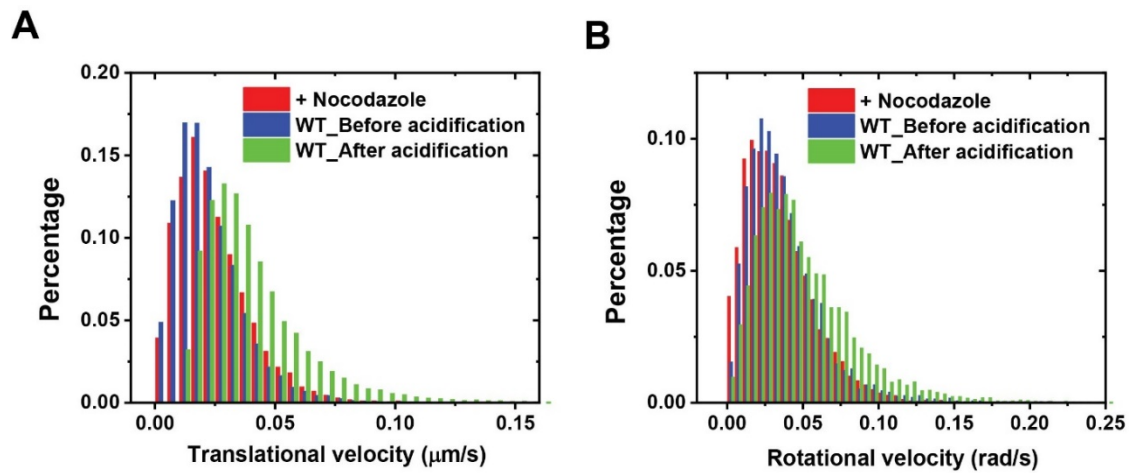 A
Percentage
0.20
0.15
0.10
0.05
0.00
+ Nocodazole
WT_Before acidification
WT_After acidification
0.00 0.05 0.10 0.15
Translational velocity (μm/s)
B
Percentage
0.10
0.05
0.00
+ Nocodazole
WT_Before acidification
WT_After acidification
0.00 0.05 0.10 0.15 0.20 0.25
Rotational velocity (rad/s)